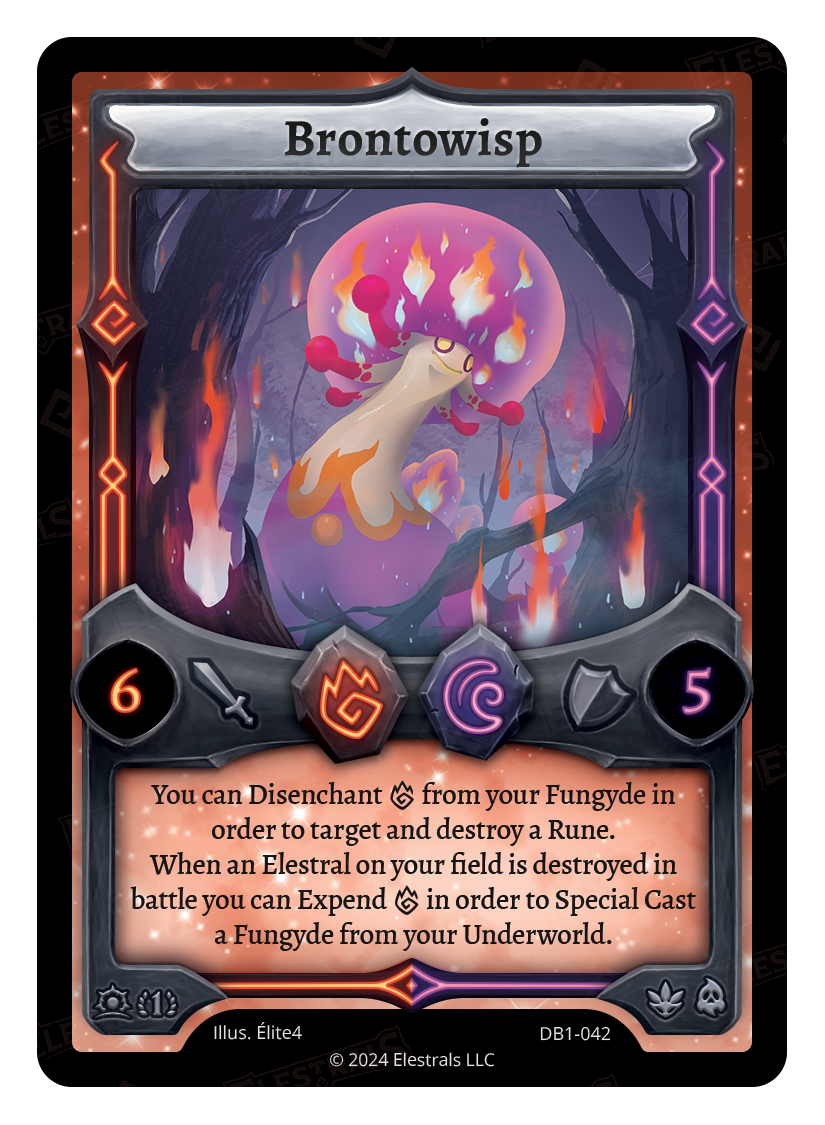 Brontowisp
6
5
You can Disenchant from your Fungyde in
order to target and destroy a Rune.
When an Elestral on your field is destroyed in
battle you can Expend in order to Special Cast
a Fungyde from your Underworld.
1
Illus. Élite4
DB1-042
© 2024 Elestrals LLC